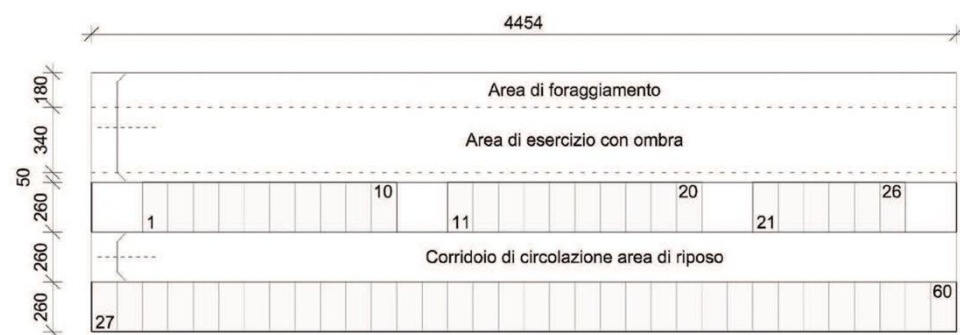 4454
180
Area di foraggiamento
340
Area di esercizio con ombra
50
260
1 10 11 20 21 26
260
Corridoio di circolazione area di riposo
260
27 60